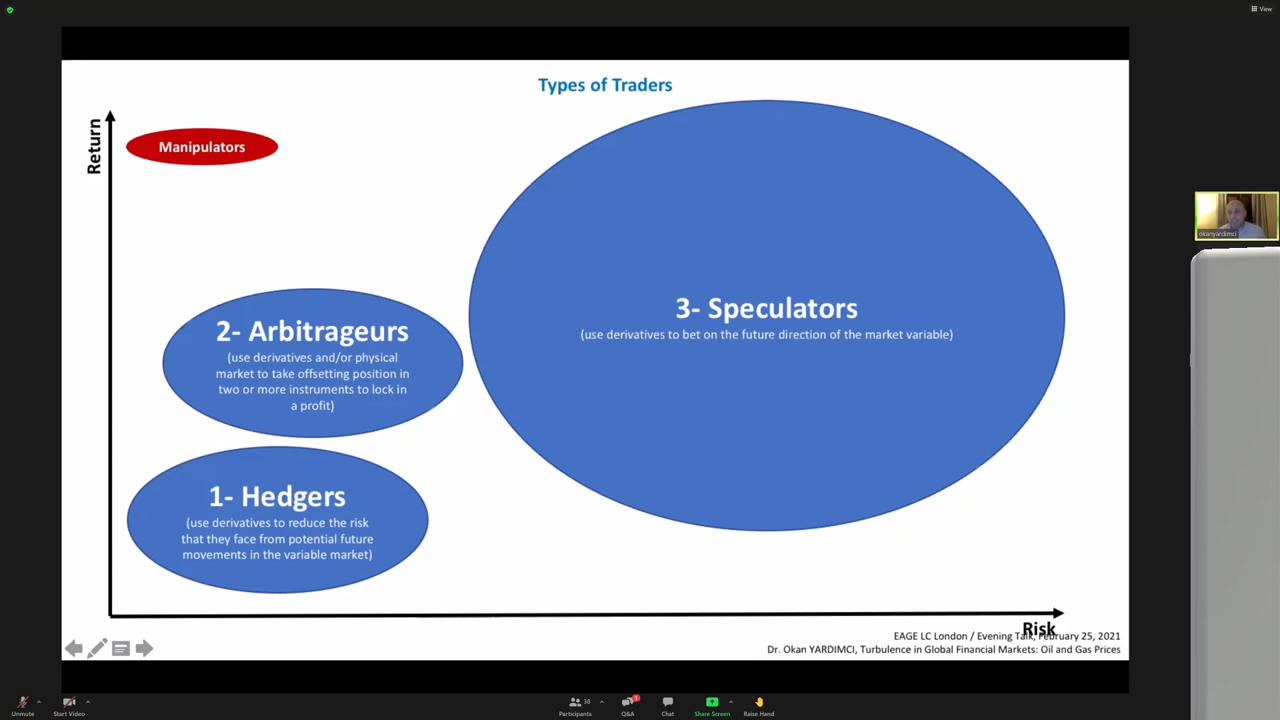 View
Types of Traders
Return
Manipulators
2- Arbitrageurs
(use derivatives and/or physical
market to take offsetting position in
two or more instruments to lock in
a profit)
3- Speculators
(use derivatives to bet on the future direction of the market variable)
1- Hedgers
(use derivatives to reduce the risk
that they face from potential future
movements in the variable market)
Risk
EAGE LC London / Evening Talk, February 25, 2021
Dr. Okan YARDIMCI, Turbulence in Global Financial Markets: Oil and Gas Prices
okanyardimci
Unmute
Start Video
Participants
38
Q&A
1
Chat
Share Screen
Raise Hand